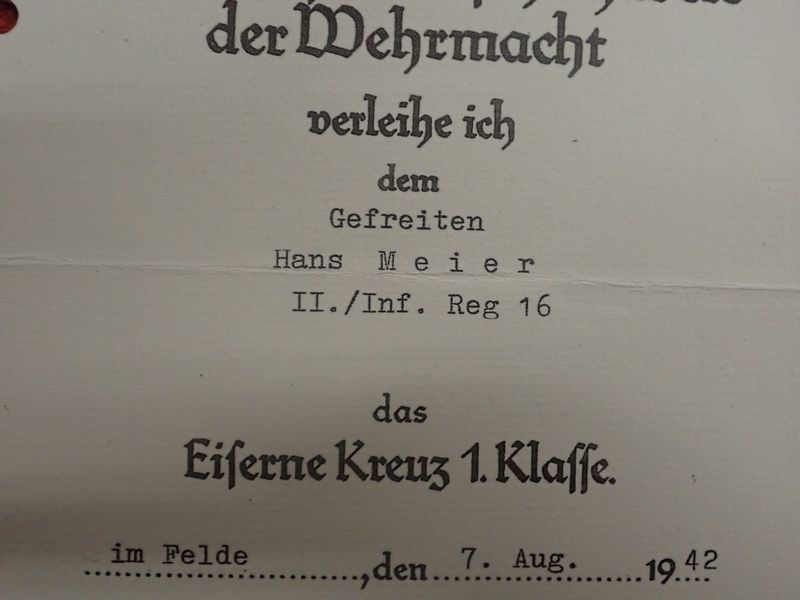 der Wehrmacht
verleihe ich
dem
Gefreiten
Hans M e i e r
II./Inf. Reg 16
das
Eiſerne Kreuz 1. Klaſſe.
im Felde, den 7. Aug. 1942